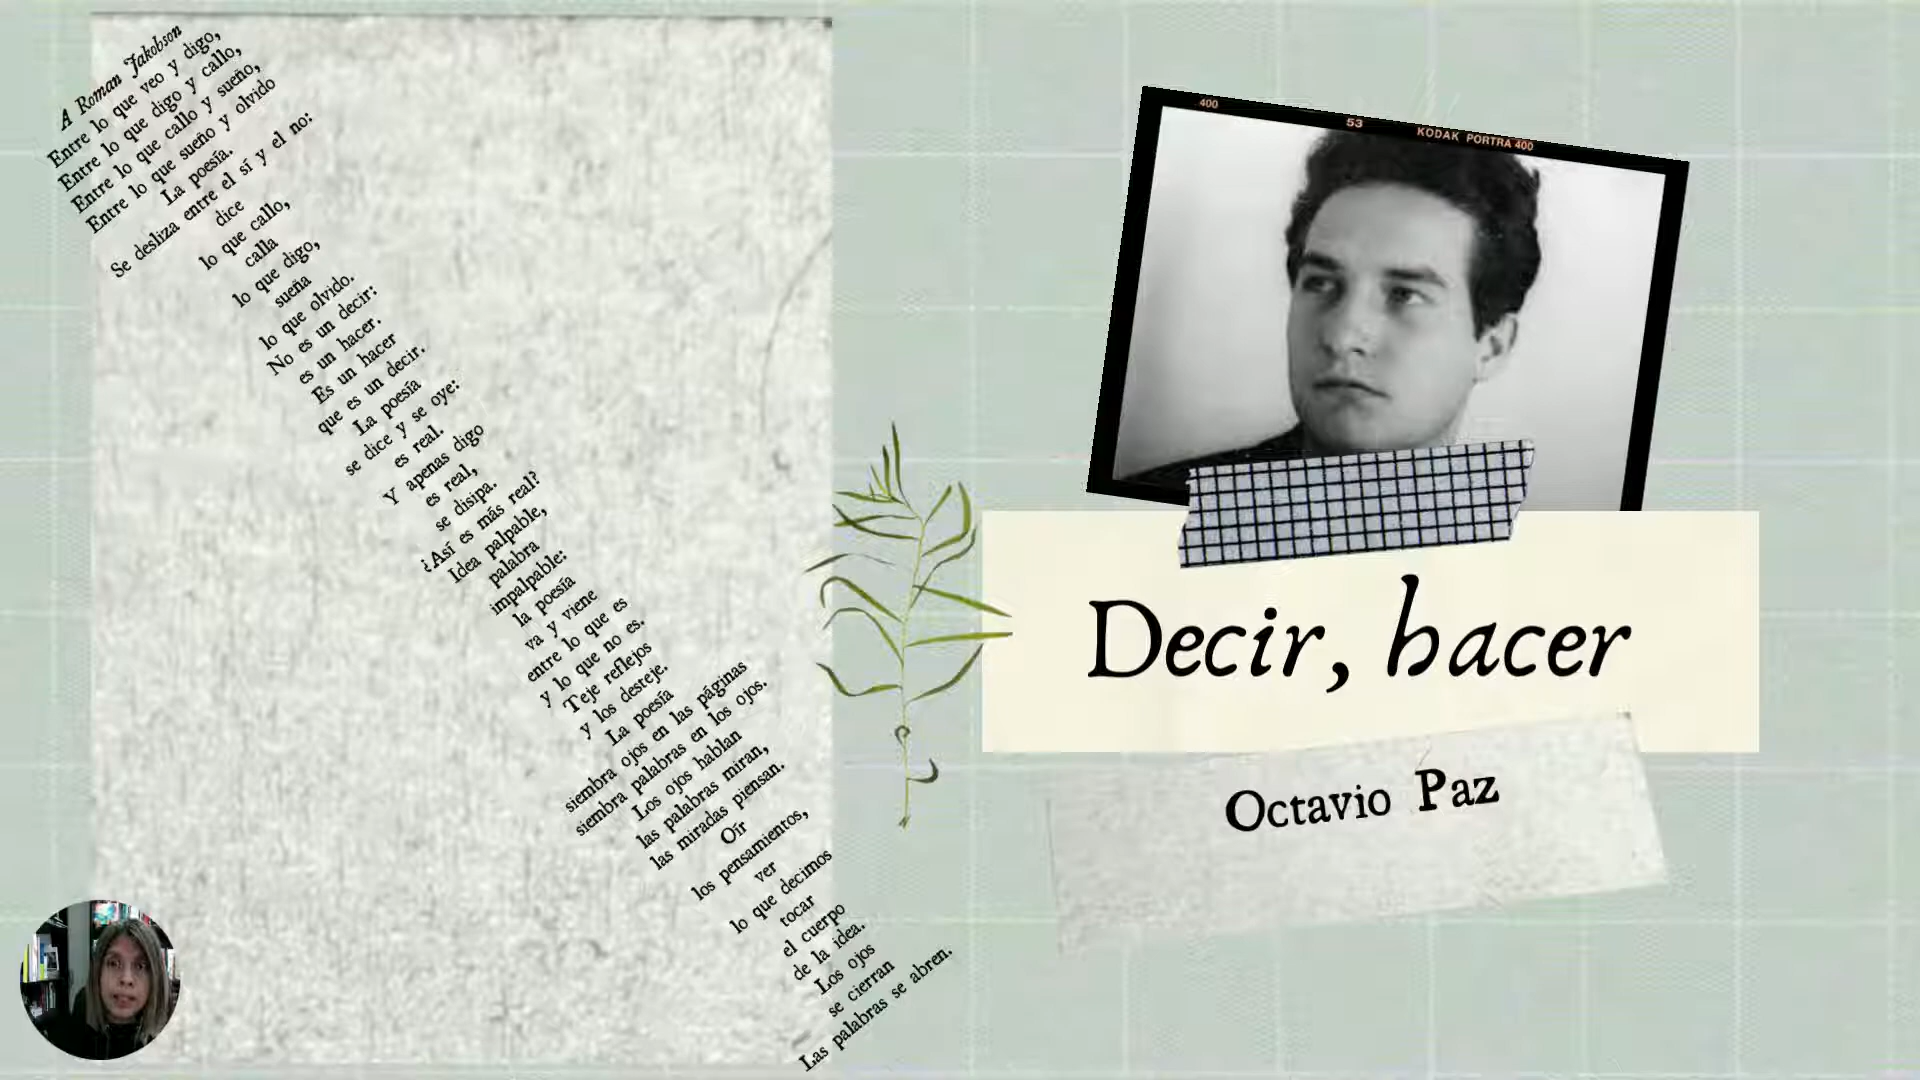 A Roman Jakobson
Entre lo que veo y digo,
Entre lo que digo y callo,
Entre lo que callo y sueño,
Entre lo que sueño y olvido
La poesía.
Se desliza entre el sí y el no:
dice
lo que callo,
calla
lo que digo,
sueña
lo que olvido.
No es un decir:
es un hacer.
Es un hacer
que es un decir.
La poesía
se dice y se oye:
es real.
Y apenas digo
es real,
se disipa.
¿Así es más real?
Idea palpable,
palabra
impalpable:
la poesía
va y viene
entre lo que es
y lo que no es.
Teje reflejos
y los desteje.
La poesía
siembra ojos en las páginas
siembra palabras en los ojos.
Los ojos hablan
las palabras miran,
las miradas piensan.
Oír
los pensamientos,
ver
lo que decimos
tocar
el cuerpo
de la idea.
Los ojos
se cierran
Las palabras se abren.
400
53
KODAK PORTRA 400
Decir, hacer
Octavio Paz